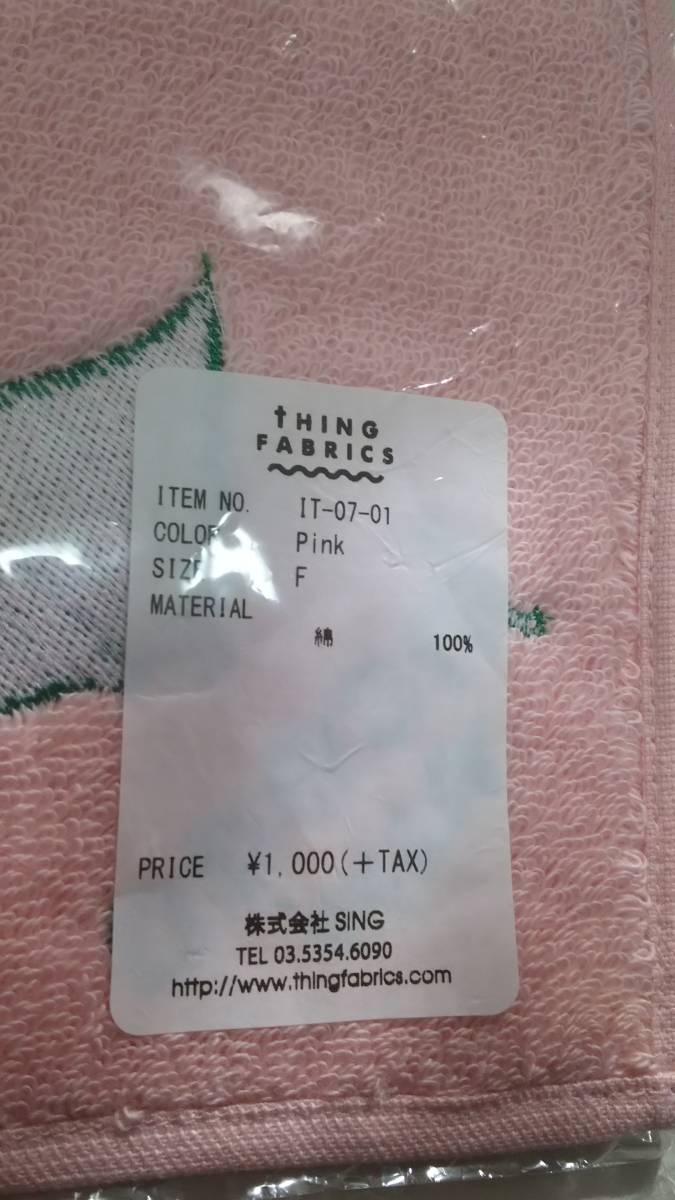 tHING
FABRICS
ITEM NO. IT-07-01
COLOR Pink
SIZE F
MATERIAL
綿 100%
PRICE ¥1,000(+TAX)
株式会社 SING
TEL 03.5354.6090
http://www.thingfabrics.com